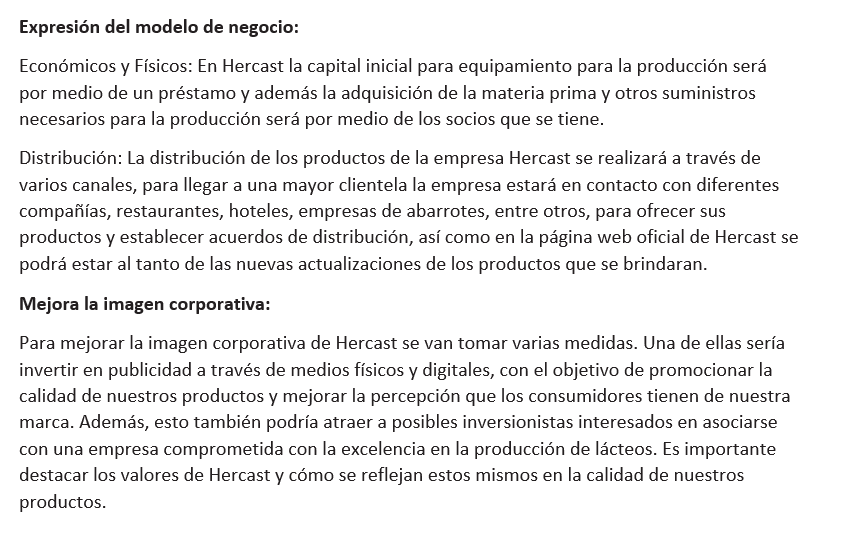 Expresión del modelo de negocio:
Económicos y Físicos: En Hercast la capital inicial para equipamiento para la producción será
por medio de un préstamo y además la adquisición de la materia prima y otros suministros
necesarios para la producción será por medio de los socios que se tiene.
Distribución: La distribución de los productos de la empresa Hercast se realizará a través de
varios canales, para llegar a una mayor clientela la empresa estará en contacto con diferentes
compañías, restaurantes, hoteles, empresas de abarrotes, entre otros, para ofrecer sus
productos y establecer acuerdos de distribución, así como en la página web oficial de Hercast se
podrá estar al tanto de las nuevas actualizaciones de los productos que se brindaran.
Mejora la imagen corporativa:
Para mejorar la imagen corporativa de Hercast se van tomar varias medidas. Una de ellas sería
invertir en publicidad a través de medios físicos y digitales, con el objetivo de promocionar la
calidad de nuestros productos y mejorar la percepción que los consumidores tienen de nuestra
marca. Además, esto también podría atraer a posibles inversionistas interesados en asociarse
con una empresa comprometida con la excelencia en la producción de lácteos. Es importante
destacar los valores de Hercast y cómo se reflejan estos mismos en la calidad de nuestros
productos.